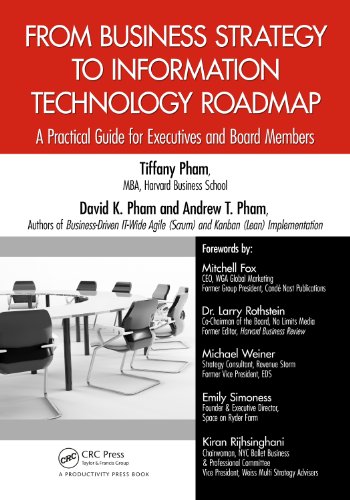 FROM BUSINESS STRATEGY
TO INFORMATION
TECHNOLOGY ROADMAP
A Practical Guide for Executives and Board Members
Tiffany Pham,
MBA, Harvard Business School
David K. Pham and Andrew T. Pham,
Authors of Business-Driven IT-Wide Agile (Scrum) and Kanban (Lean) Implementation
Forewords by:
Mitchell Fox
CEO, WGA Global Marketing
Former Group President, Condé Nast Publications
Dr. Larry Rothstein
Co-Chairman of the Board, No Limits Media
Former Editor, Harvard Business Review
Michael Weiner
Strategy Consultant, Revenue Storm
Former Vice President, EDS
Emily Simoness
Founder & Executive Director,
Space on Ryder Farm
Kiran Rijhsinghani
Chairwoman, NYC Ballet Business
& Professional Committee
Vice President, Weiss Multi Strategy Advisers
CRC
CRC Press
Taylor & Francis Group
A PRODUCTIVITY PRESS BOOK